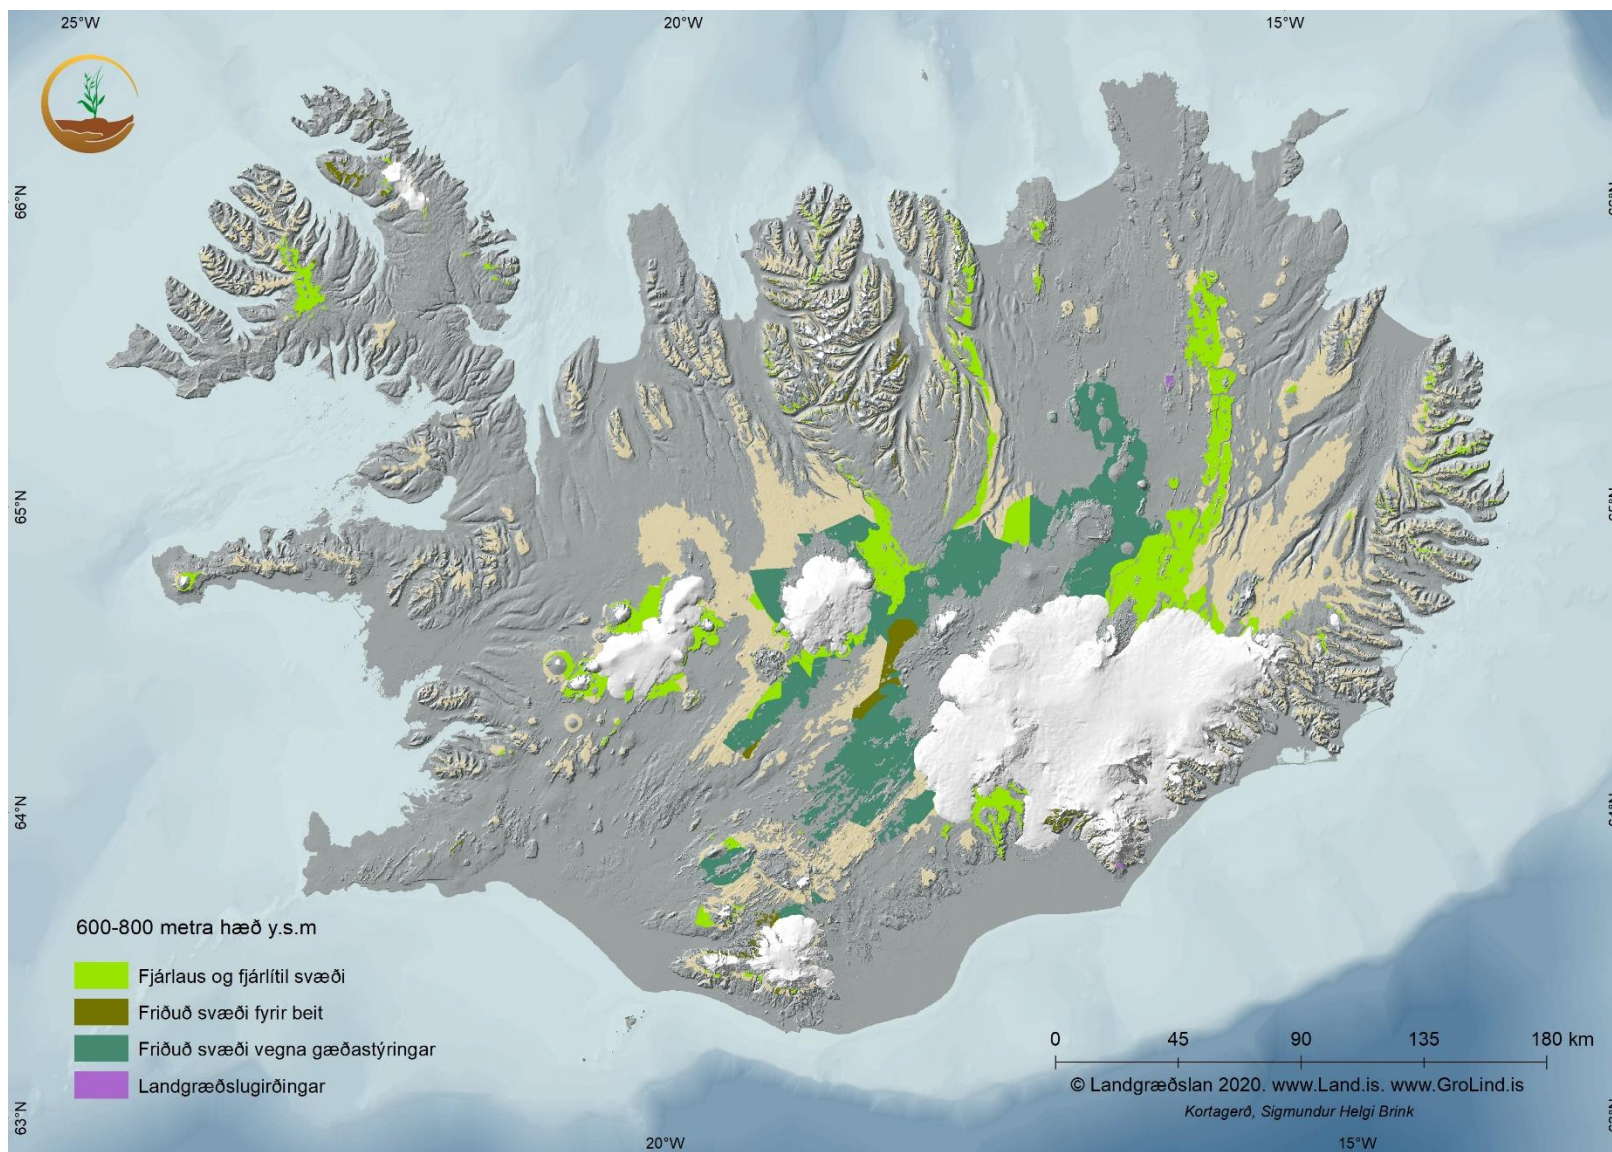 25°W 20°W 15°W
66°N
65°N
64°N
63°N
600-800 metra hæð y.s.m
Fjárlaus og fjárlítil svæði
Friðuð svæði fyrir beit
Friðuð svæði vegna gæðastýringar
Landgræðslugirðingar
0 45 90 135 180 km
© Landgræðslan 2020. www.Land.is. www.GroLind.is
Kortagerð, Sigmundur Helgi Brink
20°W 15°W